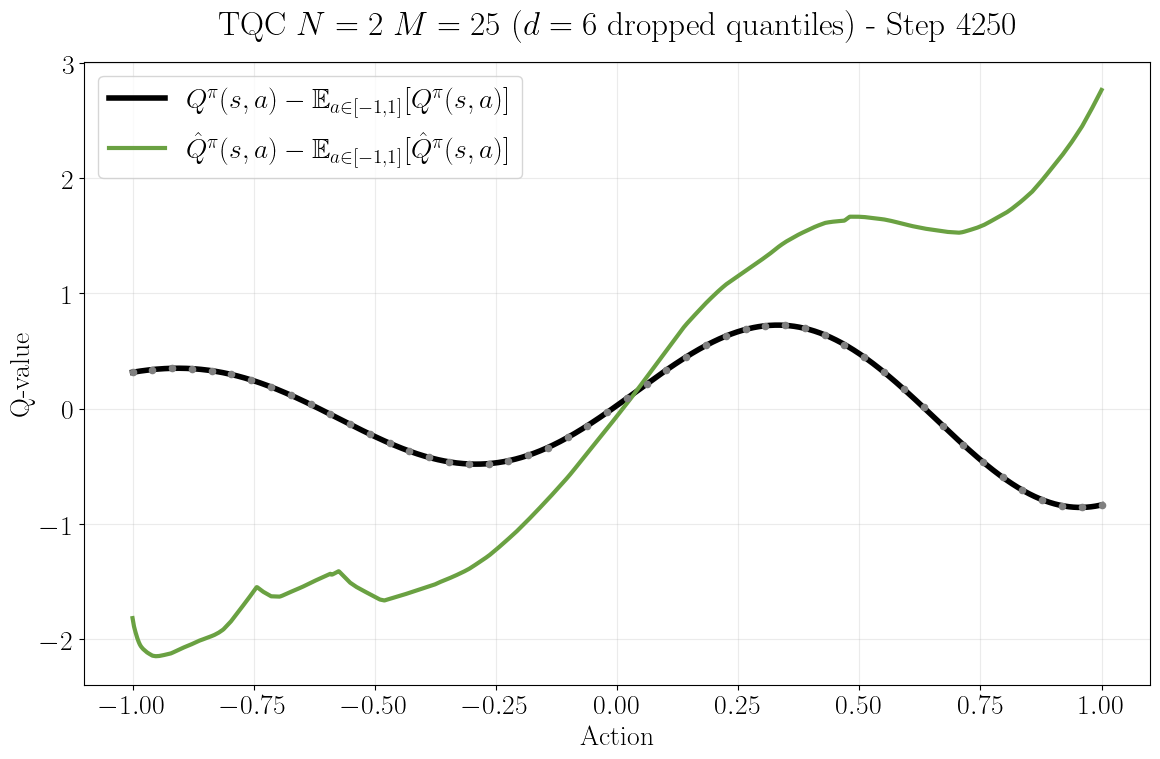 TQC N = 2 M = 25 (d = 6 dropped quantiles) - Step 4250
Q^π(s, a) − 𝔼_{a∈[−1,1]}[Q^π(s, a)]
Q̂^π(s, a) − 𝔼_{a∈[−1,1]}[Q̂^π(s, a)]
3
2
1
0
−1
−2
Q-value
−1.00 −0.75 −0.50 −0.25 0.00 0.25 0.50 0.75 1.00
Action